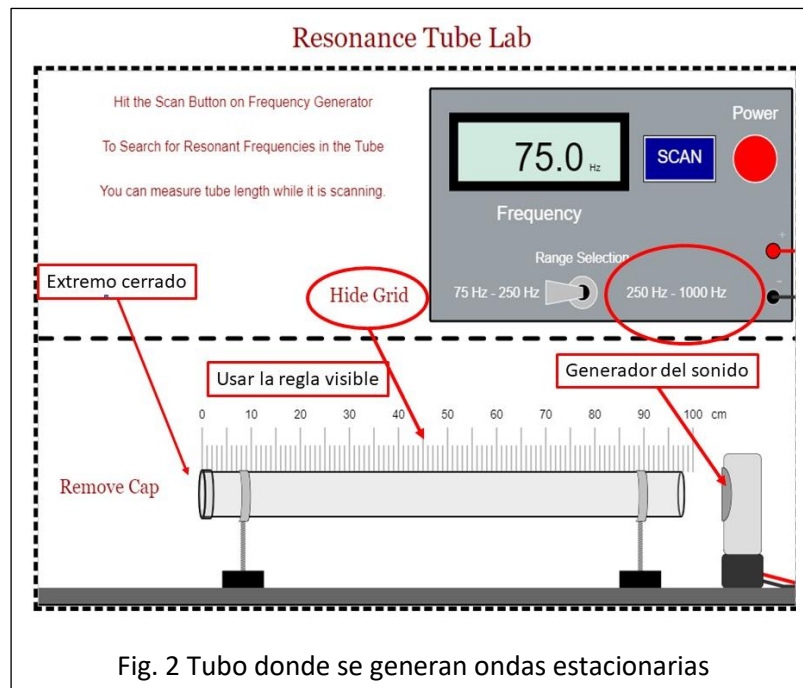 Resonance Tube Lab
Hit the Scan Button on Frequency Generator
To Search for Resonant Frequencies in the Tube
You can measure tube length while it is scanning.
Power
75.0 Hz
SCAN
Frequency
+
Range Selection
-
75 Hz - 250 Hz
250 Hz - 1000 Hz
Extremo cerrado
Hide Grid
Usar la regla visible
Generador del sonido
0 10 20 30 40 50 60 70 80 90 100 cm
Remove Cap
Fig. 2 Tubo donde se generan ondas estacionarias